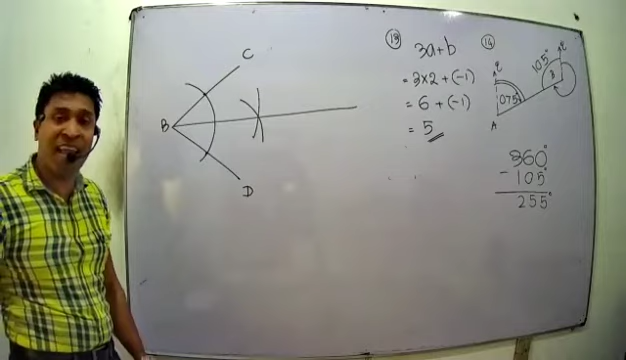 C
B
D
13
3a+b
= 3×2 + (-1)
= 6 + (-1)
= 5
14
075°
A
105°
B
360°
- 105°
255°